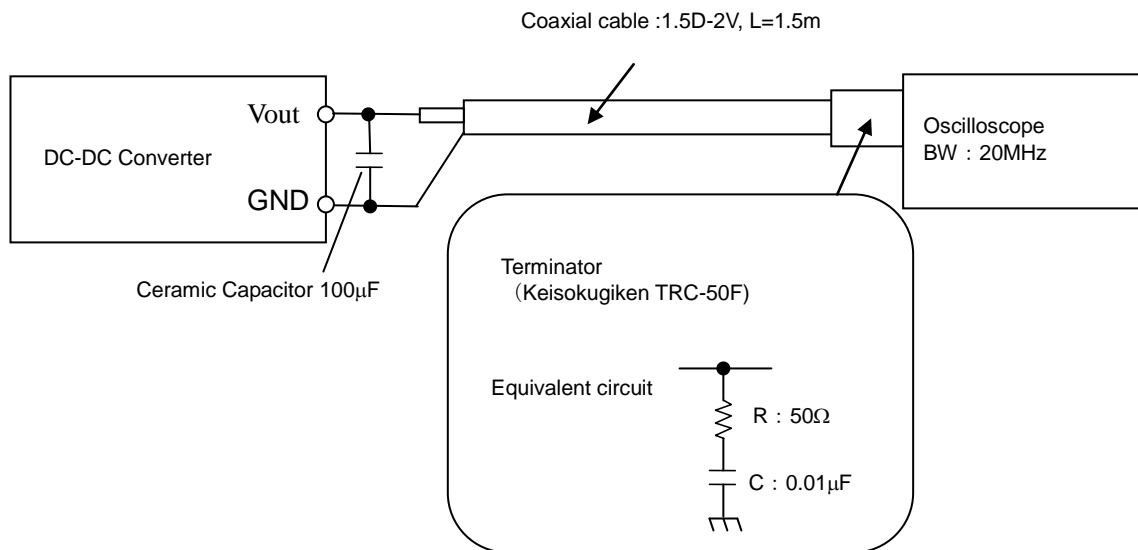 Coaxial cable :1.5D-2V, L=1.5m
Vout
DC-DC Converter
GND
Oscilloscope
BW：20MHz
Ceramic Capacitor 100μF
Terminator
（Keisokugiken TRC-50F)
Equivalent circuit
R：50Ω
C：0.01μF